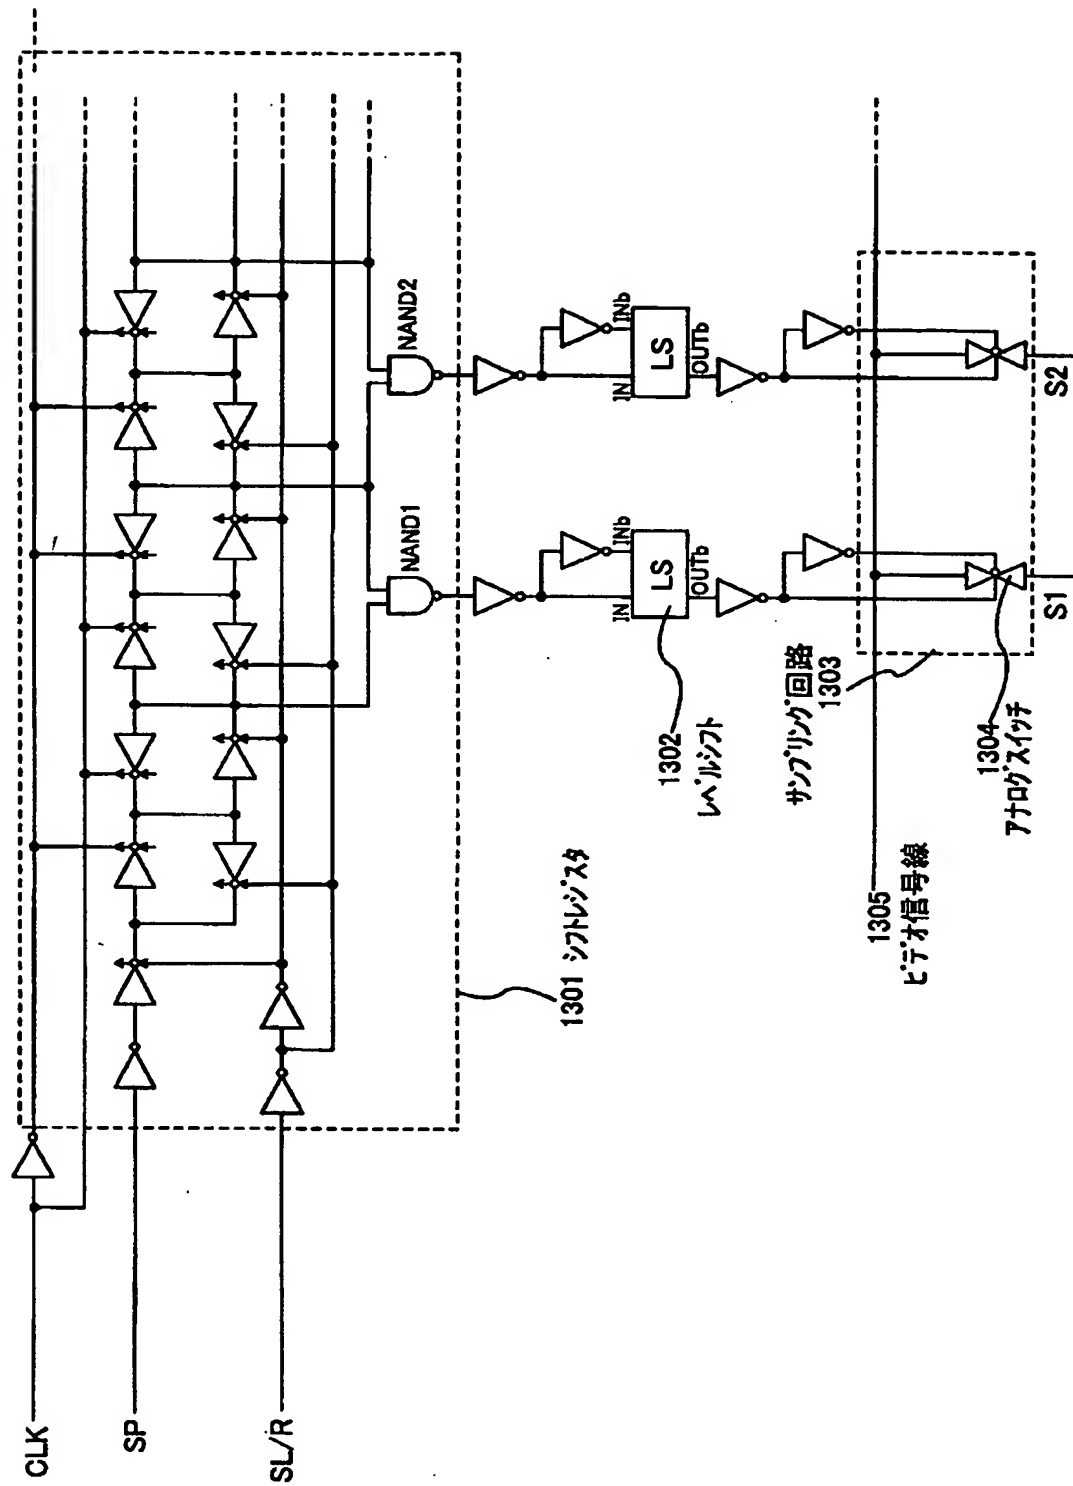 CLK
SP
SL/R
1301 シフトレジスタ
NAND1
NAND2
IN
INb
LS
OUTb
IN
INb
LS
OUTb
1302
レベルシフト
サンプリング回路
1303
1304
アナログスイッチ
1305
ビデオ信号線
S1
S2